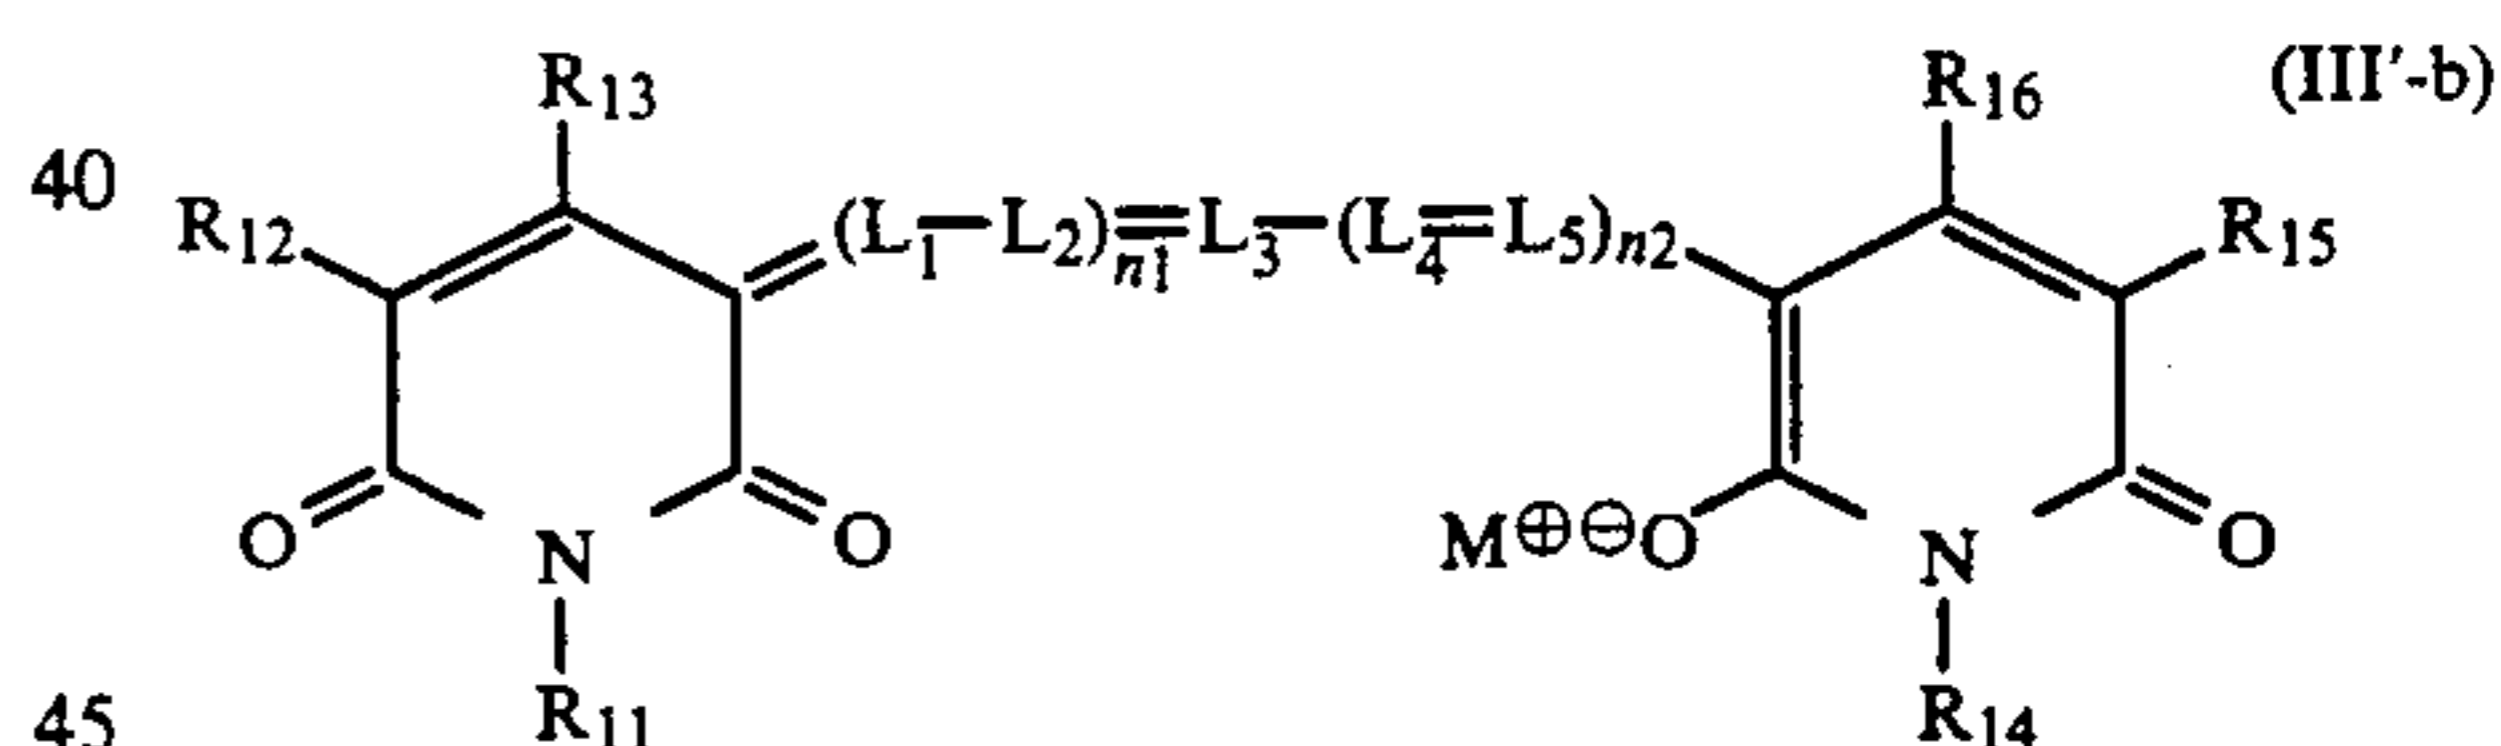 R13 R16 (III'-b)
40 R12 (L1—L2)n1=L3—(L4=L5)n2 R15
O N O M⊕⊖O N O
45 R11 R14